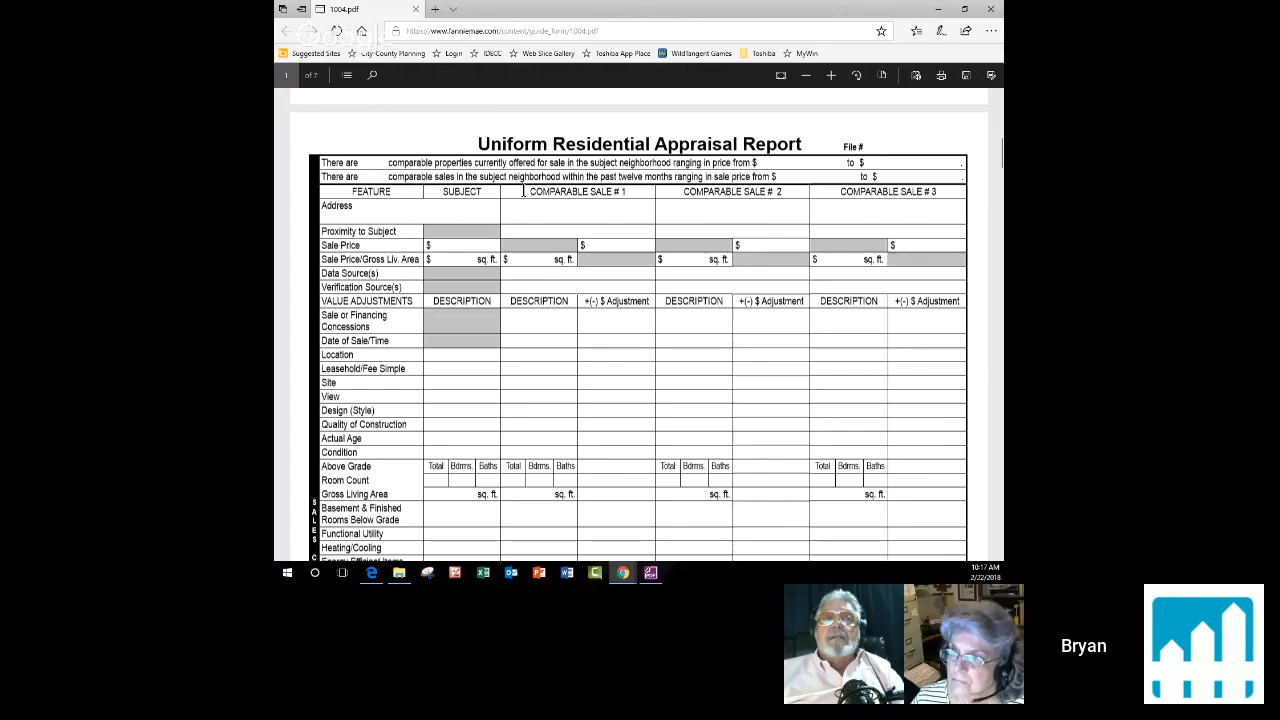 1004.pdf
Google
https://www.fanniemae.com/content/guide_form/1004.pdf
Suggested Sites City-County Planning Login IDECC Web Slice Gallery Toshiba App Place WildTangent Games Toshiba MyWin
1 of 7
Uniform Residential Appraisal Report File #
There are comparable properties currently offered for sale in the subject neighborhood ranging in price from $ to $ .
There are comparable sales in the subject neighborhood within the past twelve months ranging in sale price from $ to $ .
FEATURE SUBJECT COMPARABLE SALE # 1 COMPARABLE SALE # 2 COMPARABLE SALE # 3
Address
Proximity to Subject
Sale Price $ $ $ $
Sale Price/Gross Liv. Area $ sq. ft. $ sq. ft. $ sq. ft. $ sq. ft.
Data Source(s)
Verification Source(s)
VALUE ADJUSTMENTS DESCRIPTION DESCRIPTION +(-) $ Adjustment DESCRIPTION +(-) $ Adjustment DESCRIPTION +(-) $ Adjustment
Sale or Financing
Concessions
Date of Sale/Time
Location
Leasehold/Fee Simple
Site
View
Design (Style)
Quality of Construction
Actual Age
Condition
Above Grade Total Bdrms. Baths Total Bdrms. Baths Total Bdrms. Baths Total Bdrms. Baths
Room Count
Gross Living Area sq. ft. sq. ft. sq. ft. sq. ft.
Basement & Finished
Rooms Below Grade
Functional Utility
Heating/Cooling
Energy Efficient Items
SALES C
10:17 AM
2/22/2018
Bryan